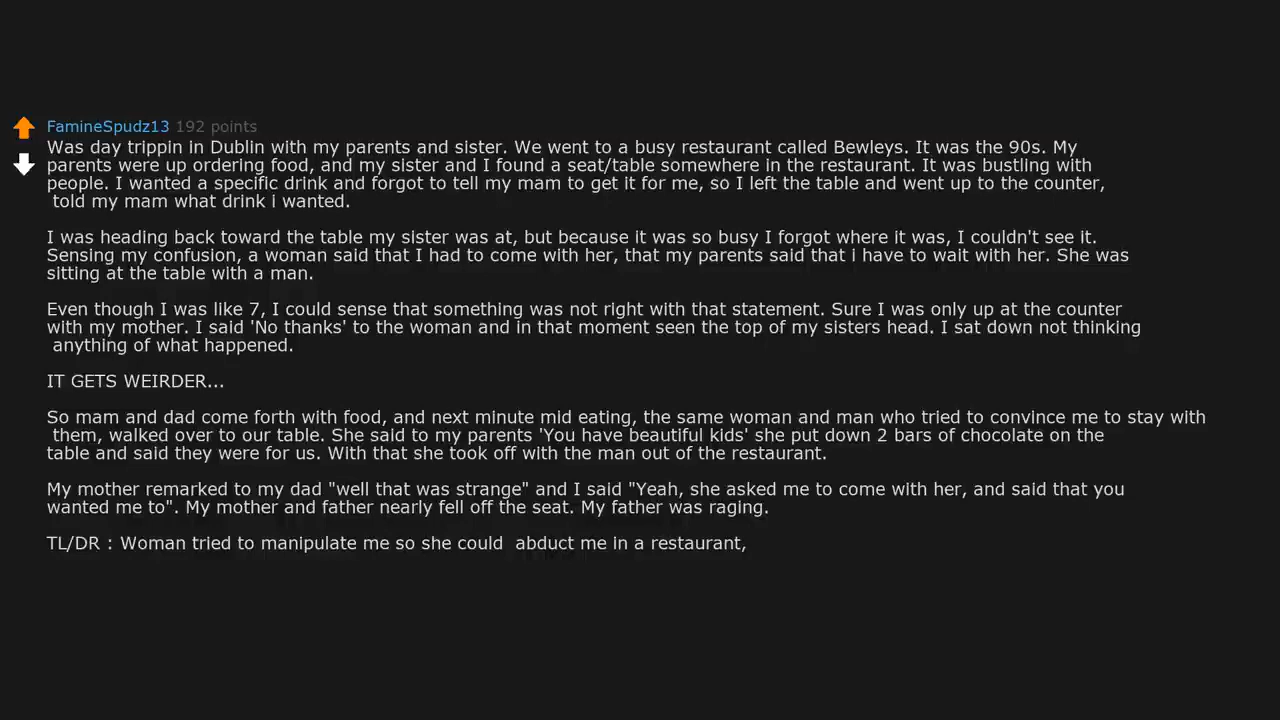 FamineSpudz13 192 points
Was day trippin in Dublin with my parents and sister. We went to a busy restaurant called Bewleys. It was the 90s. My
parents were up ordering food, and my sister and I found a seat/table somewhere in the restaurant. It was bustling with
people. I wanted a specific drink and forgot to tell my mam to get it for me, so I left the table and went up to the counter,
told my mam what drink i wanted.
I was heading back toward the table my sister was at, but because it was so busy I forgot where it was, I couldn't see it.
Sensing my confusion, a woman said that I had to come with her, that my parents said that i have to wait with her. She was
sitting at the table with a man.
Even though I was like 7, I could sense that something was not right with that statement. Sure I was only up at the counter
with my mother. I said 'No thanks' to the woman and in that moment seen the top of my sisters head. I sat down not thinking
anything of what happened.
IT GETS WEIRDER...
So mam and dad come forth with food, and next minute mid eating, the same woman and man who tried to convince me to stay with
them, walked over to our table. She said to my parents 'You have beautiful kids' she put down 2 bars of chocolate on the
table and said they were for us. With that she took off with the man out of the restaurant.
My mother remarked to my dad "well that was strange" and I said "Yeah, she asked me to come with her, and said that you
wanted me to". My mother and father nearly fell off the seat. My father was raging.
TL/DR : Woman tried to manipulate me so she could abduct me in a restaurant,